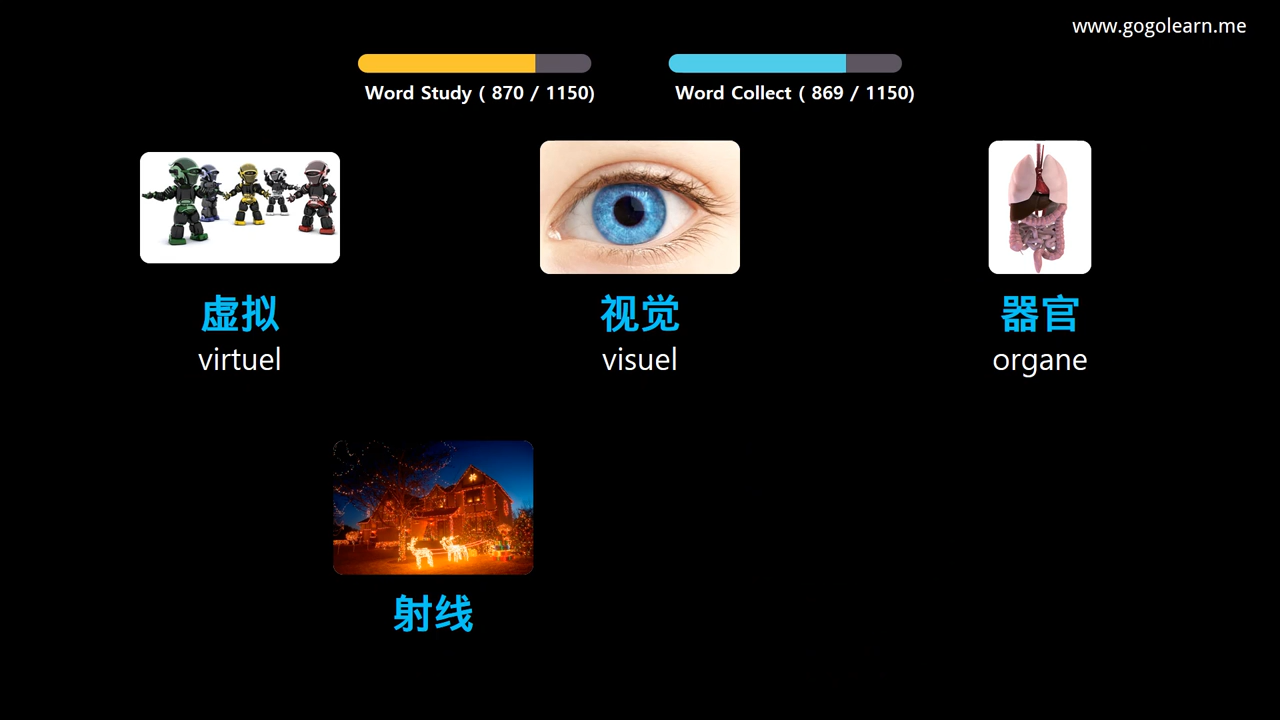 www.gogolearn.me
Word Study ( 870 / 1150)
Word Collect ( 869 / 1150)
虚拟
视觉
器官
virtuel
visuel
organe
射线